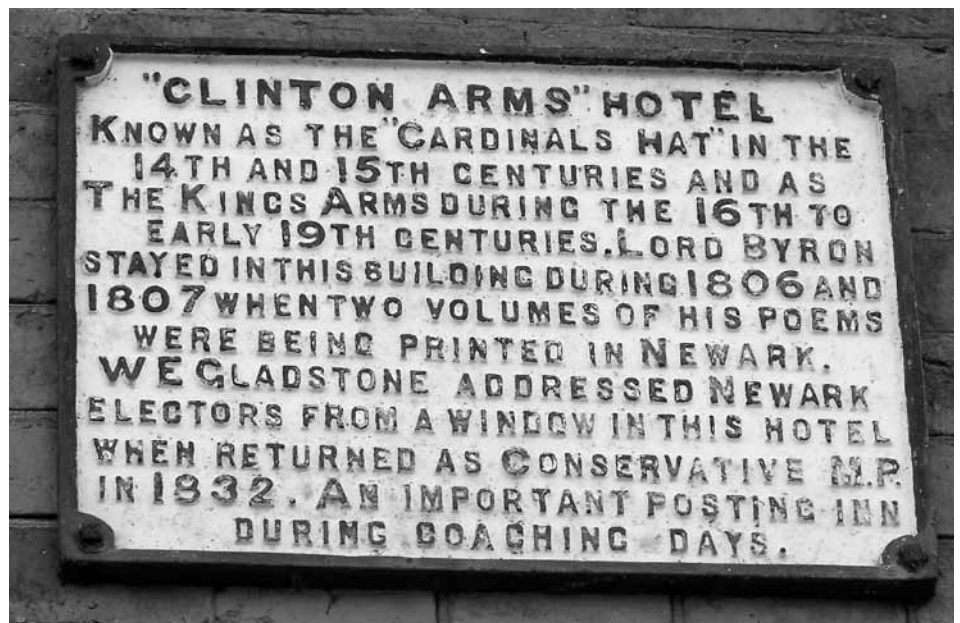 "CLINTON ARMS" HOTEL
KNOWN AS THE "CARDINALS HAT" IN THE
14TH AND 15TH CENTURIES AND AS
THE KINGS ARMS DURING THE 16TH TO
EARLY 19TH CENTURIES. LORD BYRON
STAYED IN THIS BUILDING DURING 1806 AND
1807 WHEN TWO VOLUMES OF HIS POEMS
WERE BEING PRINTED IN NEWARK.
W E GLADSTONE ADDRESSED NEWARK
ELECTORS FROM A WINDOW IN THIS HOTEL
WHEN RETURNED AS CONSERVATIVE M.P.
IN 1832. AN IMPORTANT POSTING INN
DURING COACHING DAYS.